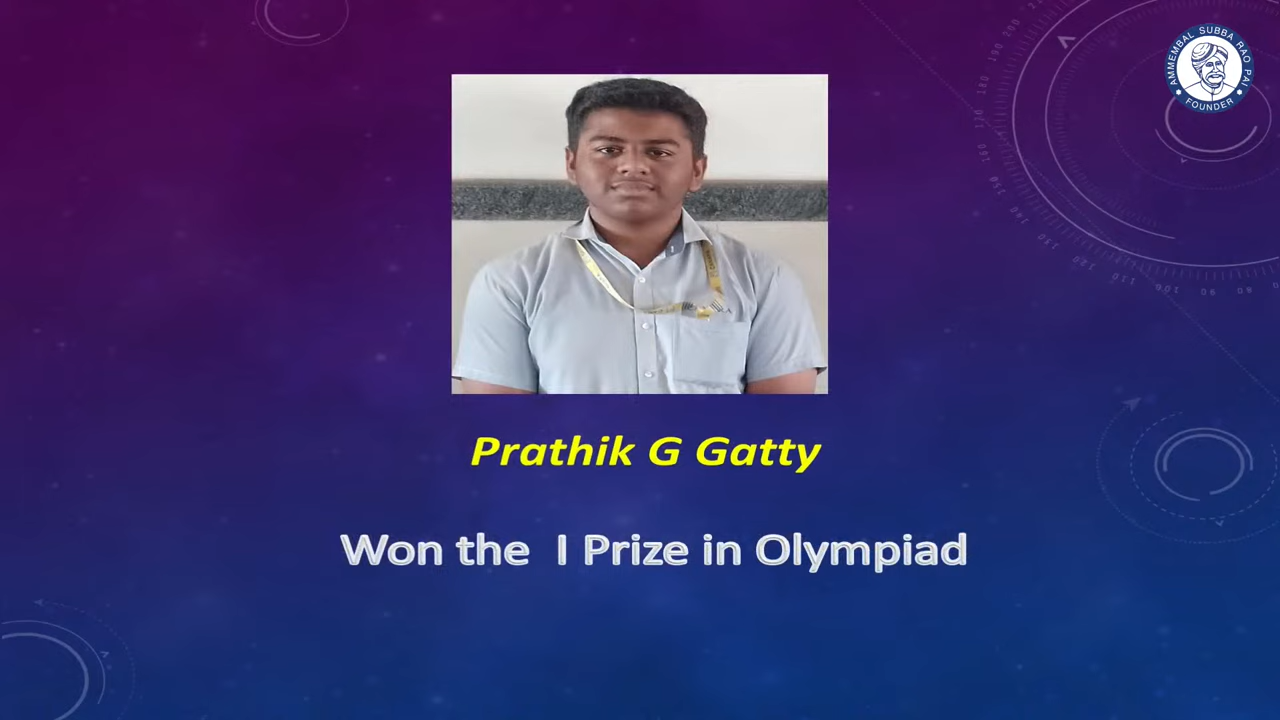 AMMEMBAL SUBBA RAO PAI
FOUNDER
Prathik G Gatty
Won the I Prize in Olympiad